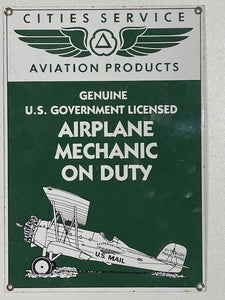 CITIES SERVICE
AVIATION PRODUCTS
GENUINE
U.S. GOVERNMENT LICENSED
AIRPLANE
MECHANIC
ON DUTY
U.S. MAIL